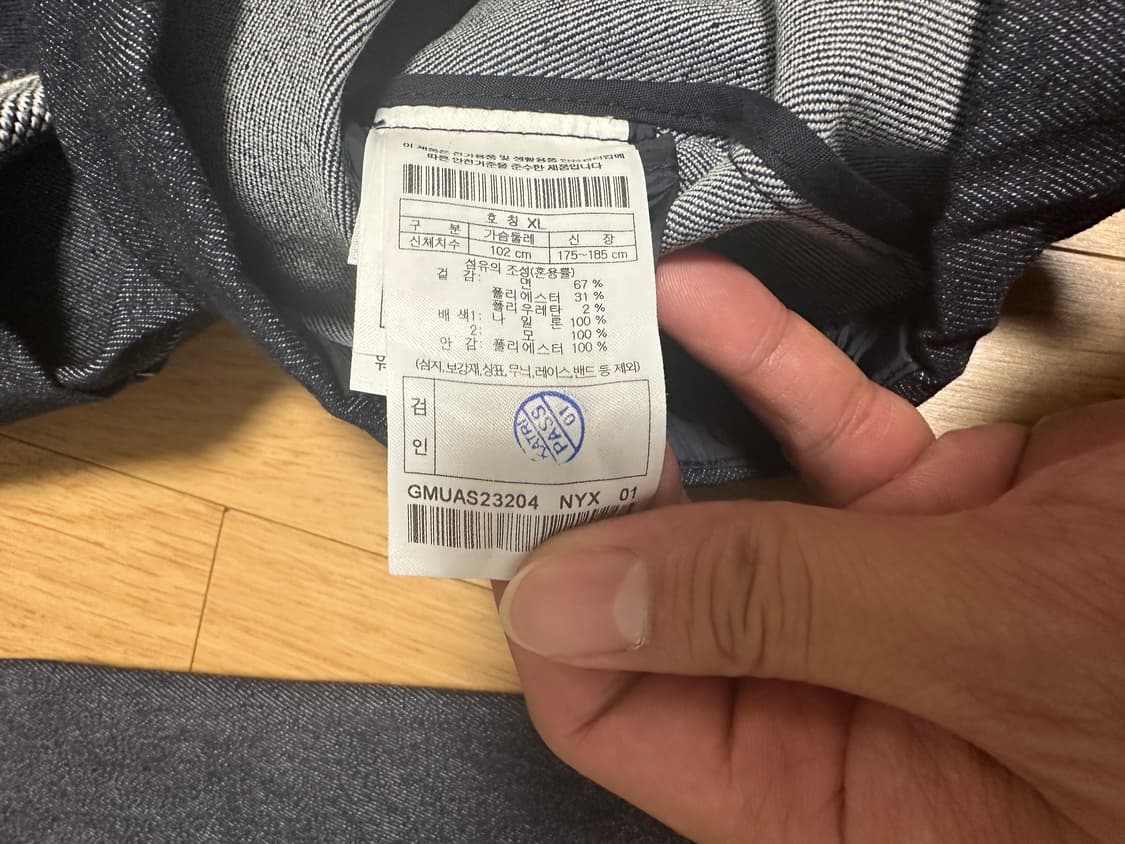 이 제품은 전기용품 및 생활용품 안전관리법에
따른 안전기준을 준수한 제품입니다
호 칭 XL
구 분 가슴둘레 신 장
신체치수 102 cm 175~185 cm
섬유의 조성(혼용률)
겉 감: 면 67 %
폴리에스터 31 %
폴리우레탄 2 %
배 색1: 나 일 론 100 %
2: 모 100 %
안 감: 폴리에스터 100 %
(심지,보강재,상표,무늬,레이스,밴드 등 제외)
검
인
KATRI
PASS
01
GMUAS23204 NYX 01